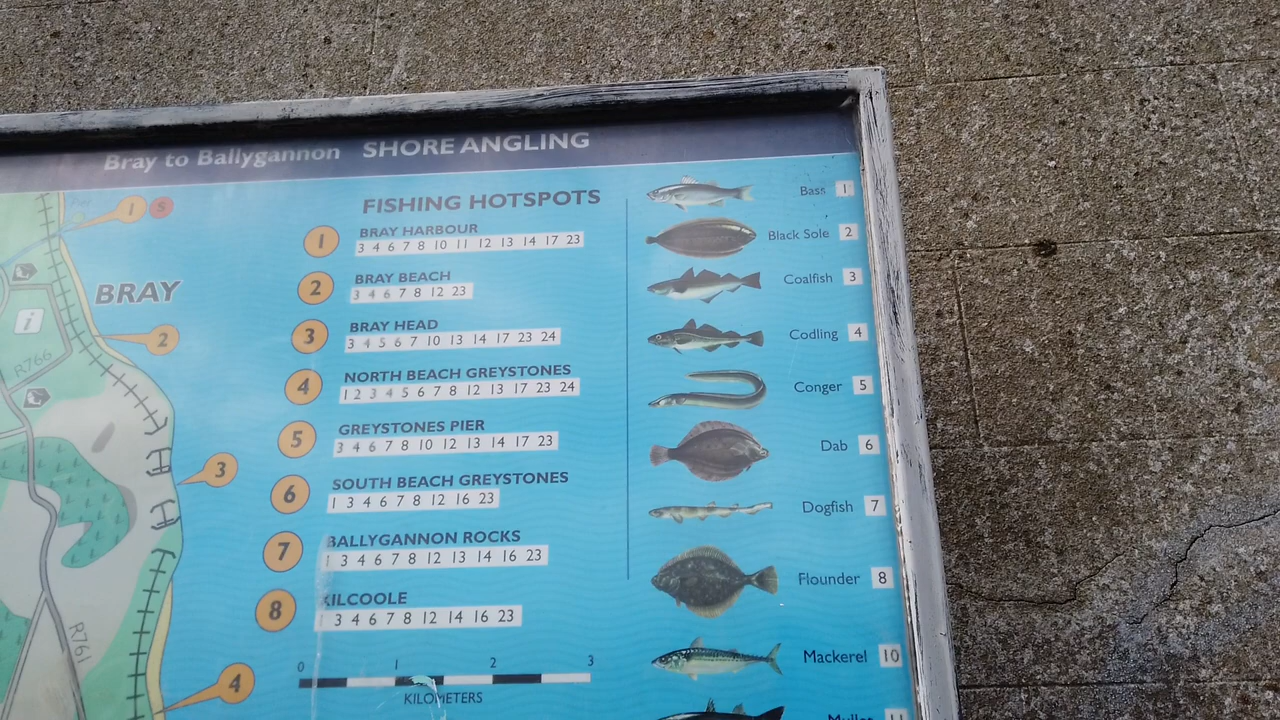 Bray to Ballygannon SHORE ANGLING
FISHING HOTSPOTS
1 BRAY HARBOUR
3 4 6 7 8 10 11 12 13 14 17 23
2 BRAY BEACH
3 4 6 7 8 12 23
3 BRAY HEAD
3 4 5 6 7 10 13 14 17 23 24
4 NORTH BEACH GREYSTONES
1 2 3 4 5 6 7 8 12 13 17 23 24
5 GREYSTONES PIER
3 4 6 7 8 10 12 13 14 17 23
6 SOUTH BEACH GREYSTONES
1 3 4 6 7 8 12 16 23
7 BALLYGANNON ROCKS
1 3 4 6 7 8 12 13 14 16 23
8 KILCOOLE
1 3 4 6 7 8 12 14 16 23
0 1 2 3
KILOMETERS
Bass 1
Black Sole 2
Coalfish 3
Codling 4
Conger 5
Dab 6
Dogfish 7
Flounder 8
Mackerel 10
Mullet 11
1 5
BRAY
i
2
R766
3
R761
4